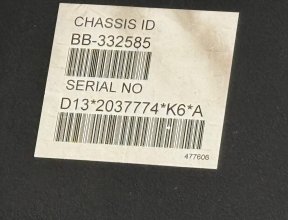 CHASSIS ID
BB-332585
SERIAL NO
D13*2037774*K6*A
477606